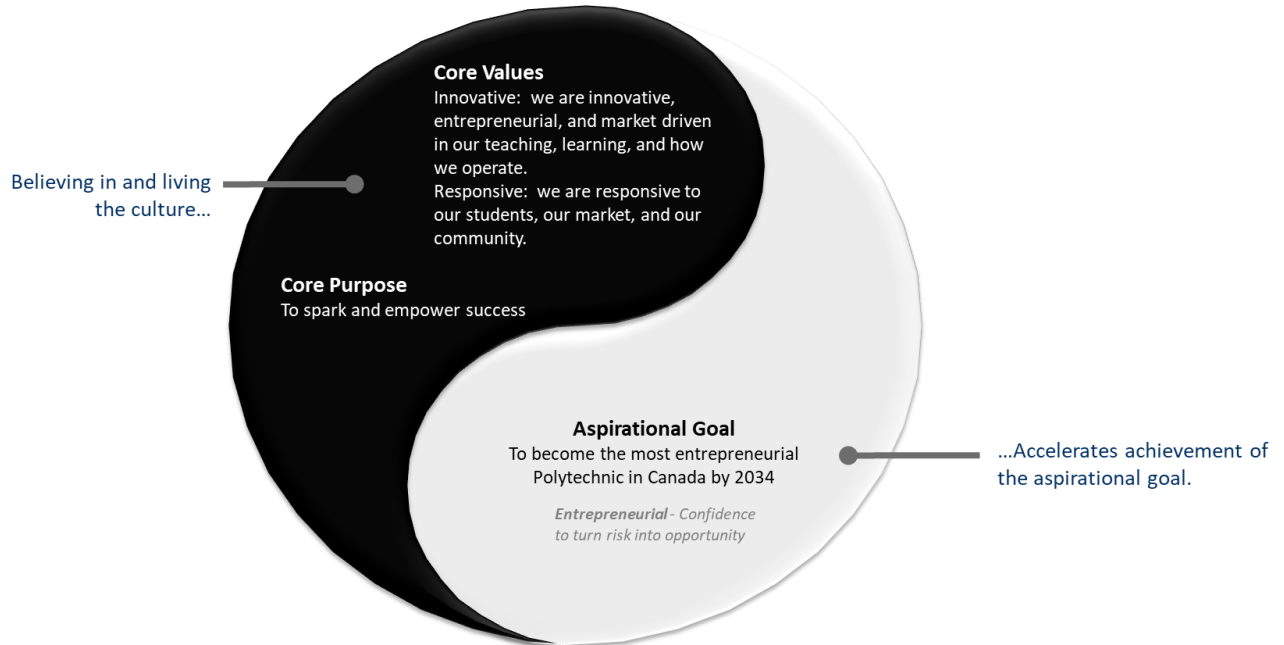 Core Values
Innovative:  we are innovative,
entrepreneurial, and market driven
in our teaching, learning, and how
we operate.
Responsive:  we are responsive to
our students, our market, and our
community.
Believing in and living
the culture…
Core Purpose
To spark and empower success
Aspirational Goal
To become the most entrepreneurial
Polytechnic in Canada by 2034
Entrepreneurial - Confidence
to turn risk into opportunity
…Accelerates achievement of
the aspirational goal.